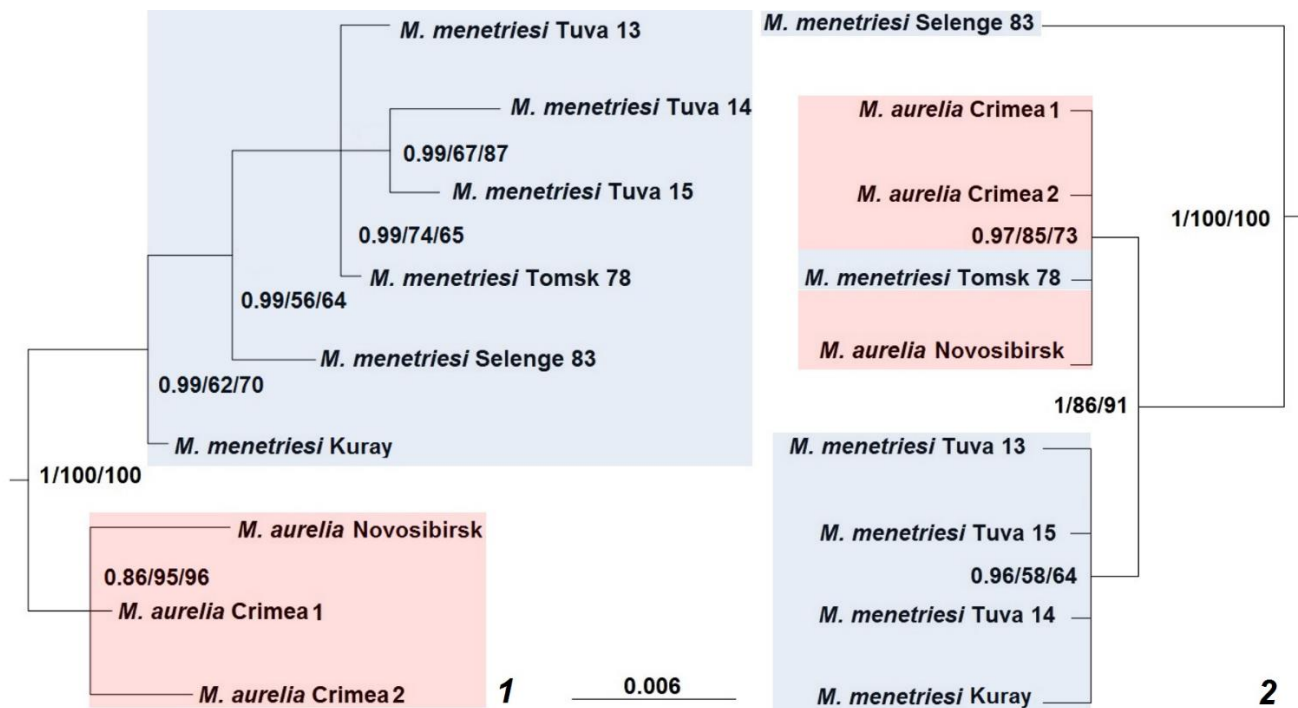 M. menetriesi Tuva 13
M. menetriesi Tuva 14
0.99/67/87
M. menetriesi Tuva 15
0.99/74/65
M. menetriesi Tomsk 78
0.99/56/64
M. menetriesi Selenge 83
0.99/62/70
M. menetriesi Kuray
1/100/100
M. aurelia Novosibirsk
0.86/95/96
M. aurelia Crimea 1
M. aurelia Crimea 2
1
0.006
M. menetriesi Selenge 83
M. aurelia Crimea 1
M. aurelia Crimea 2
1/100/100
0.97/85/73
M. menetriesi Tomsk 78
M. aurelia Novosibirsk
1/86/91
M. menetriesi Tuva 13
M. menetriesi Tuva 15
0.96/58/64
M. menetriesi Tuva 14
M. menetriesi Kuray
2